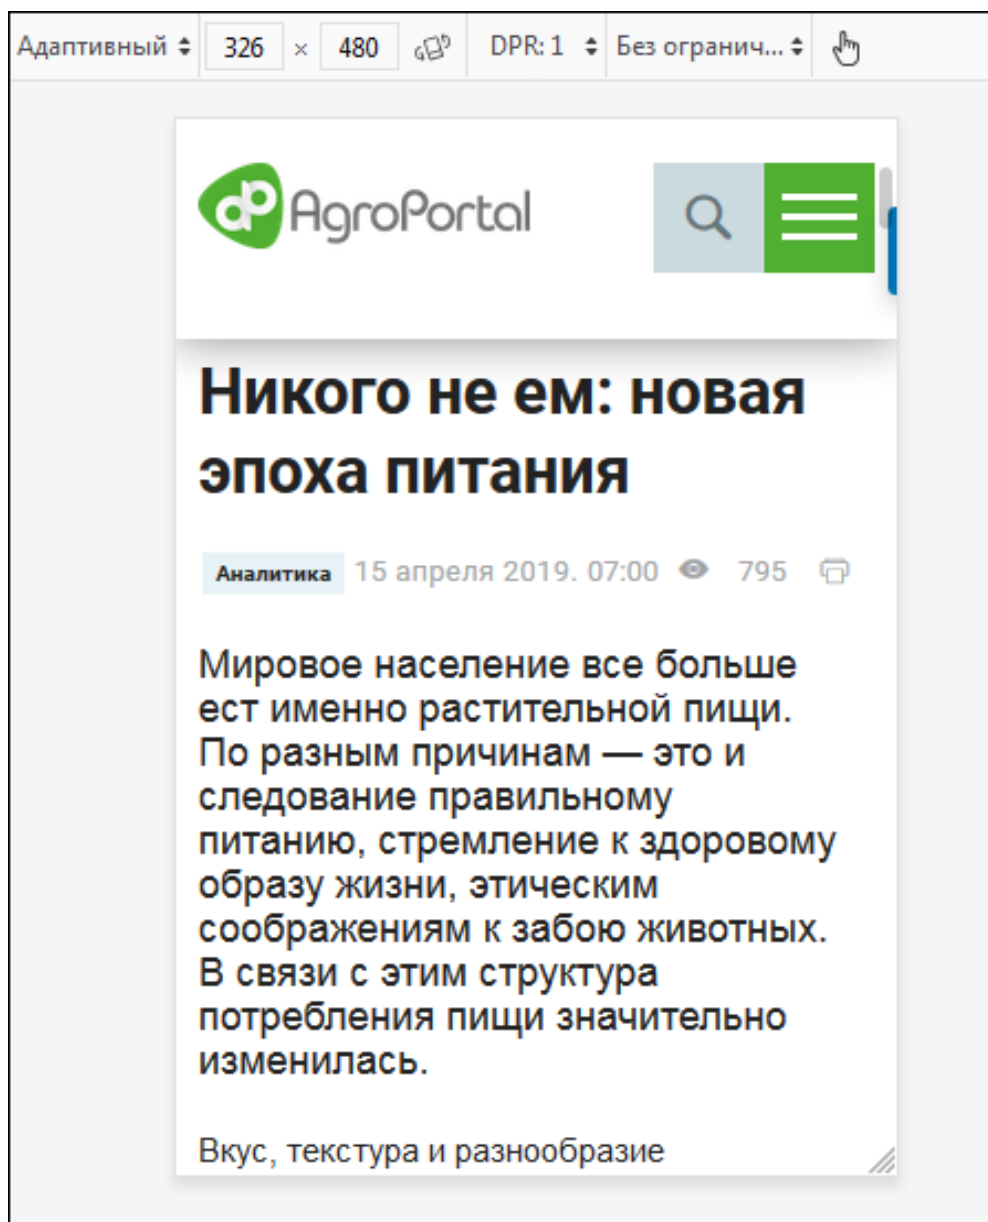 Адаптивный 326 × 480 DPR: 1 Без огранич...
AgroPortal
Никого не ем: новая
эпоха питания
Аналитика 15 апреля 2019. 07:00 795
Мировое население все больше
ест именно растительной пищи.
По разным причинам — это и
следование правильному
питанию, стремление к здоровому
образу жизни, этическим
соображениям к забою животных.
В связи с этим структура
потребления пищи значительно
изменилась.
Вкус, текстура и разнообразие